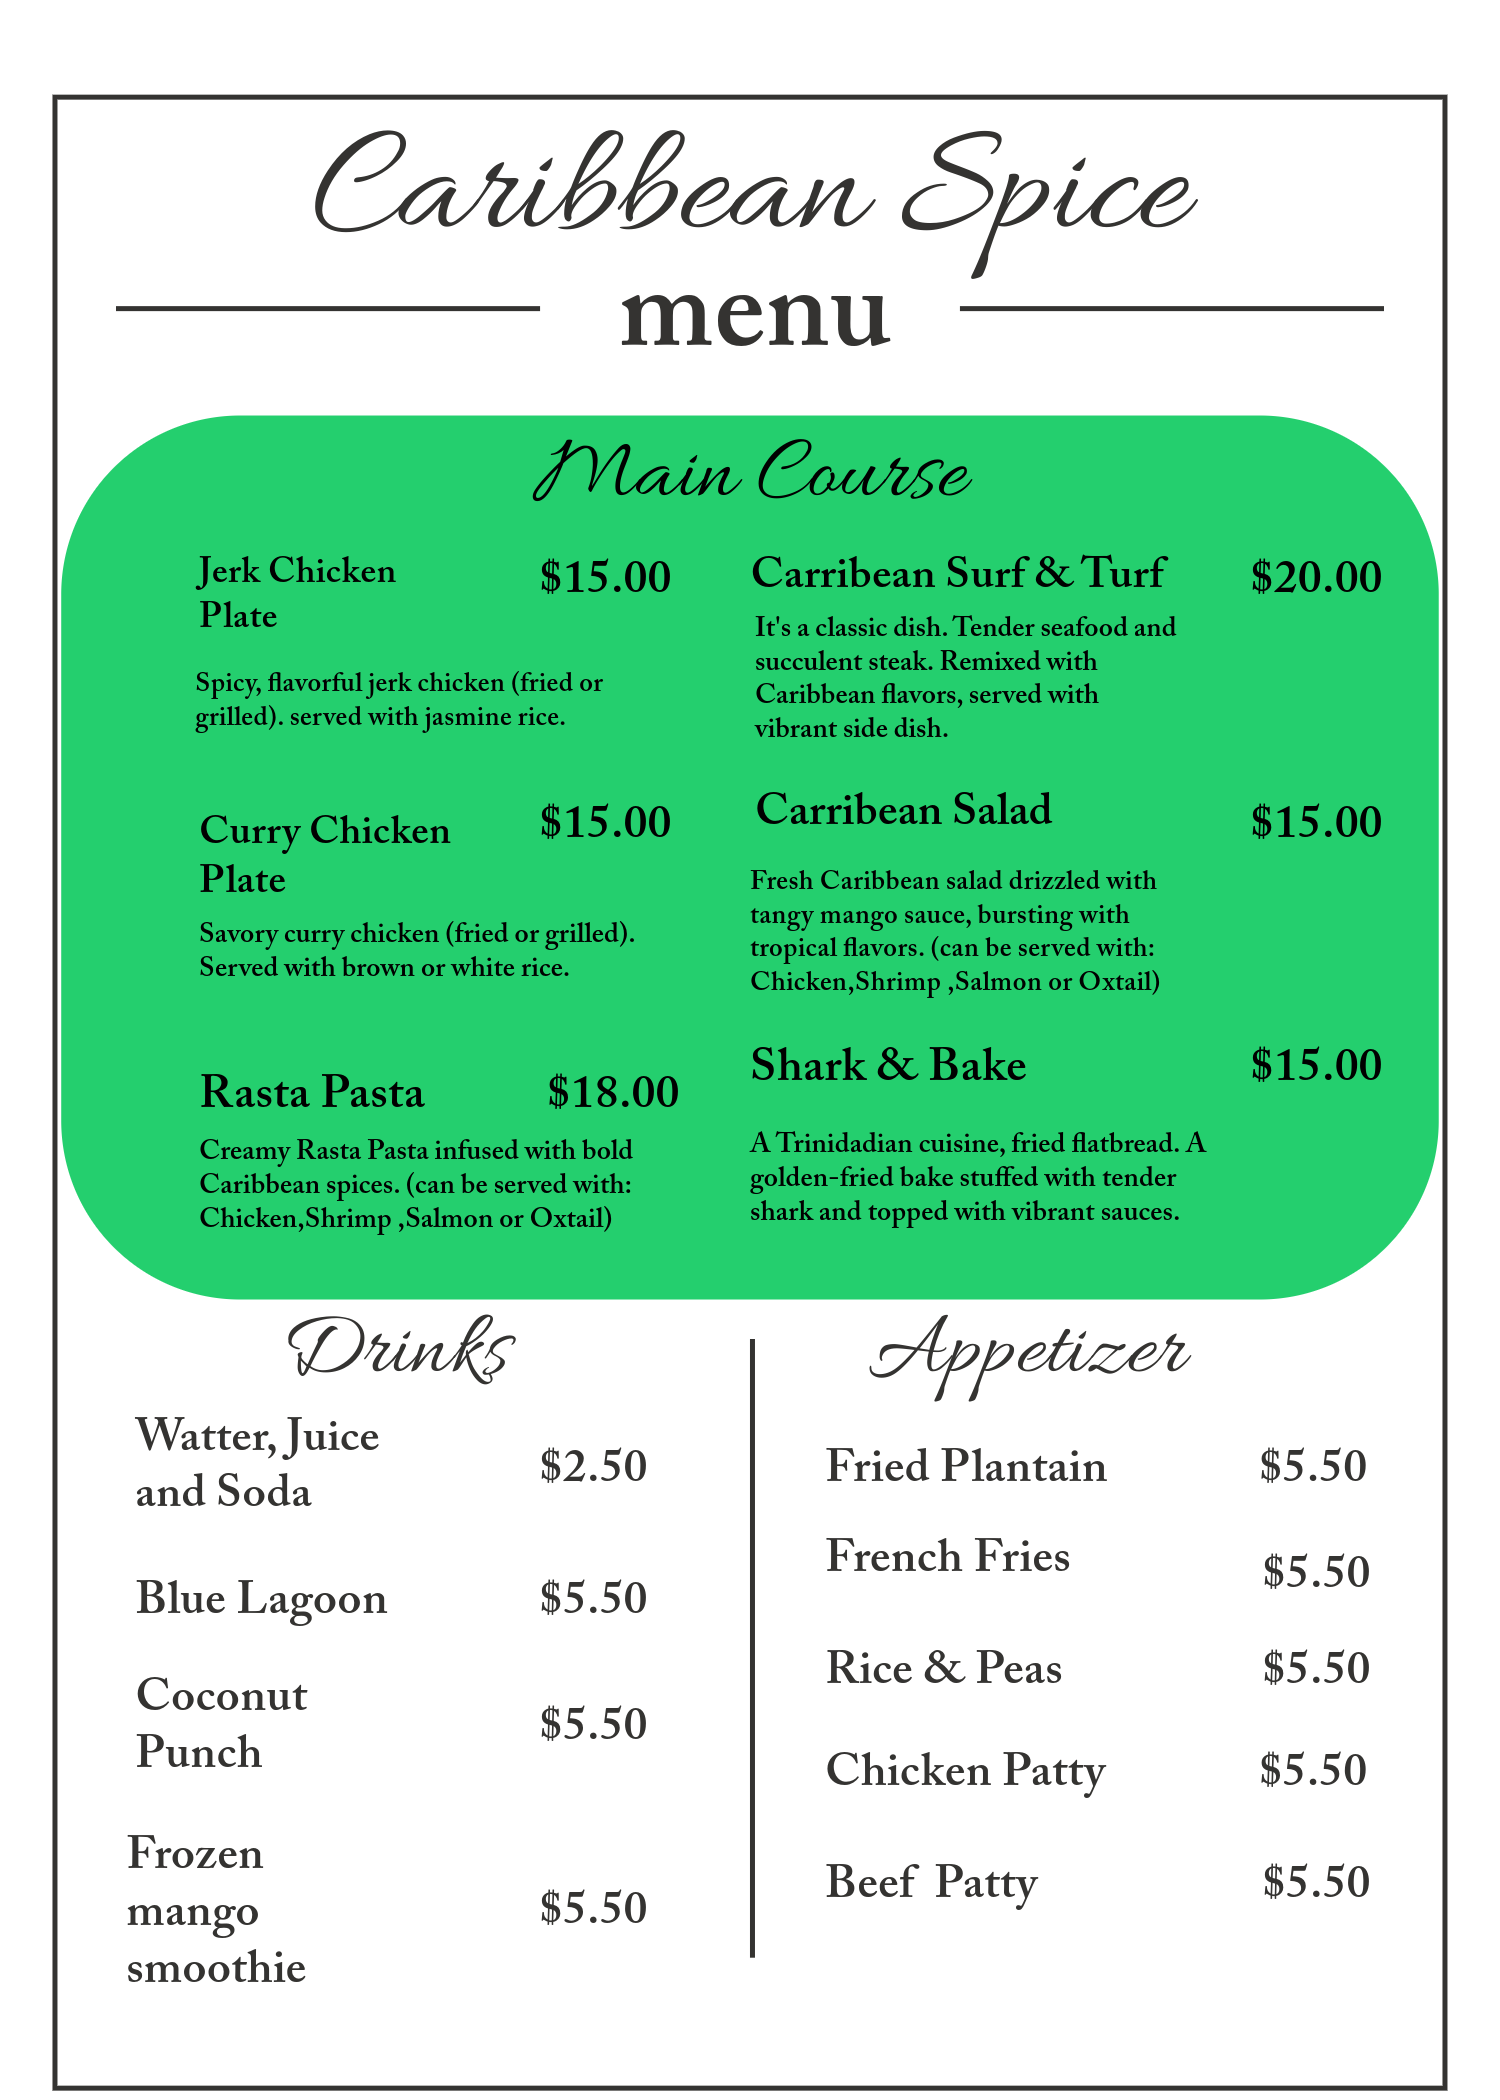 Caribbean Spice
menu
Main Course
Jerk Chicken
Plate
$15.00
Spicy, flavorful jerk chicken (fried or
grilled). served with jasmine rice.
Curry Chicken
Plate
$15.00
Savory curry chicken (fried or grilled).
Served with brown or white rice.
Rasta Pasta
$18.00
Creamy Rasta Pasta infused with bold
Caribbean spices. (can be served with:
Chicken,Shrimp ,Salmon or Oxtail)
Carribean Surf & Turf
$20.00
It's a classic dish. Tender seafood and
succulent steak. Remixed with
Caribbean flavors, served with
vibrant side dish.
Carribean Salad
$15.00
Fresh Caribbean salad drizzled with
tangy mango sauce, bursting with
tropical flavors. (can be served with:
Chicken,Shrimp ,Salmon or Oxtail)
Shark & Bake
$15.00
A Trinidadian cuisine, fried flatbread. A
golden-fried bake stuffed with tender
shark and topped with vibrant sauces.
Drinks
Watter, Juice
and Soda
$2.50
Blue Lagoon
$5.50
Coconut
Punch
$5.50
Frozen
mango
smoothie
$5.50
Appetizer
Fried Plantain
$5.50
French Fries
$5.50
Rice & Peas
$5.50
Chicken Patty
$5.50
Beef Patty
$5.50